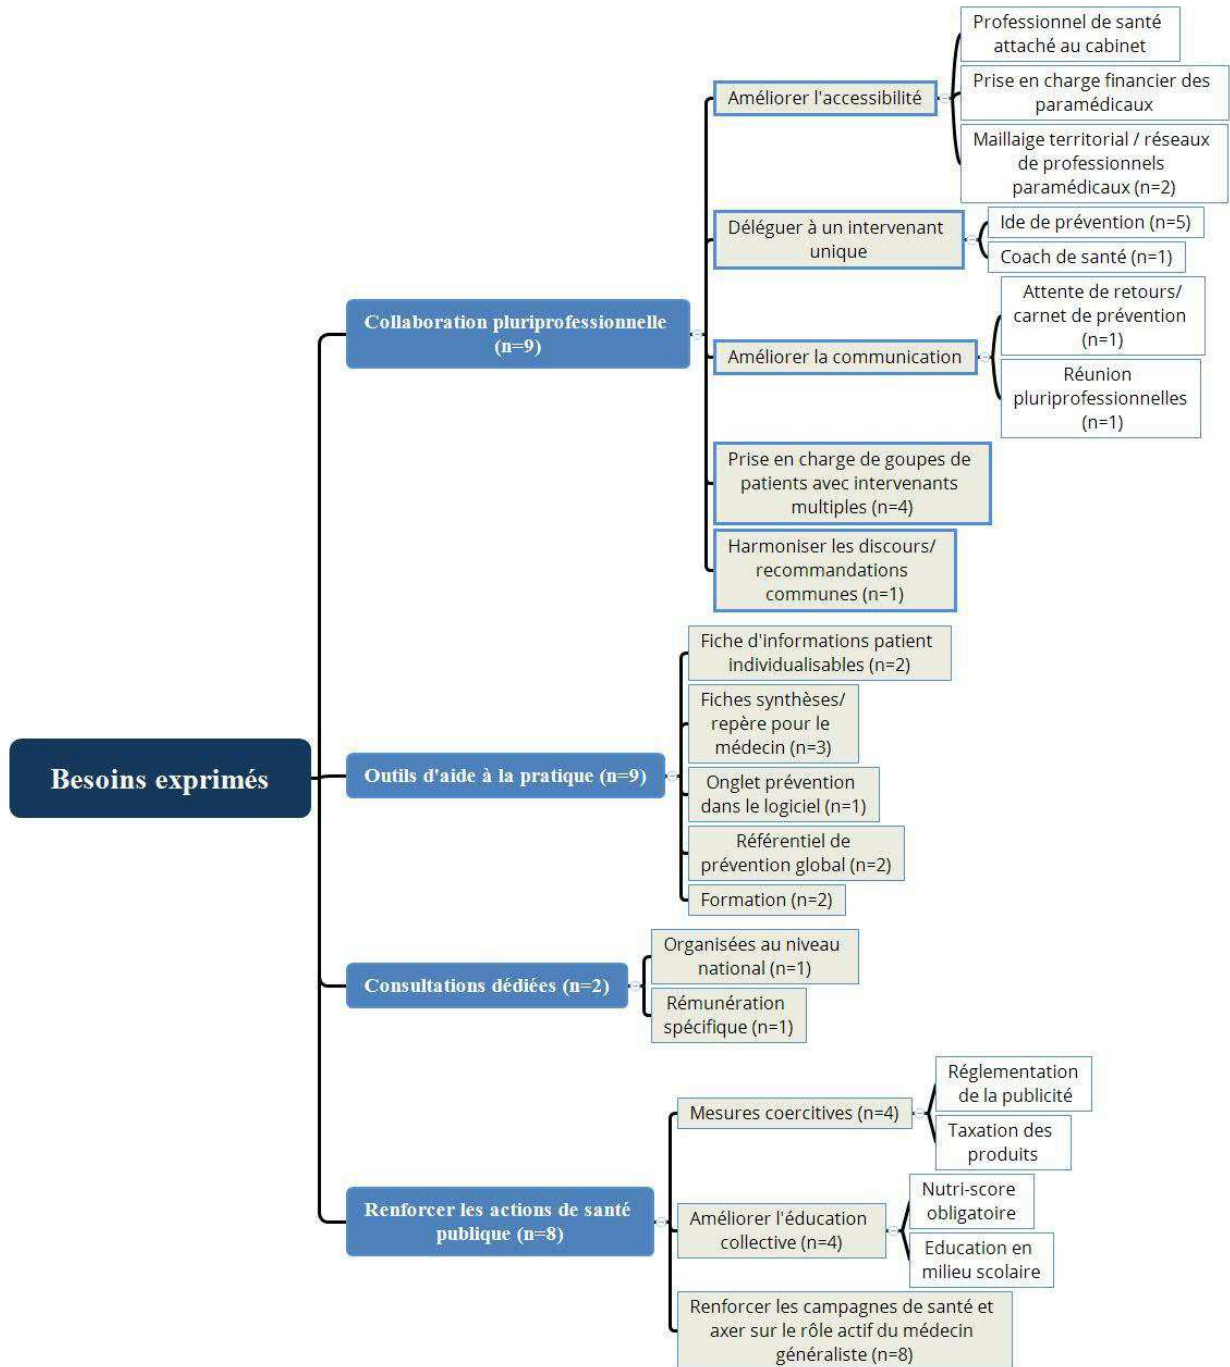 Besoins exprimés
Collaboration pluriprofessionnelle
(n=9)
Améliorer l'accessibilité
Professionnel de santé
attaché au cabinet
Prise en charge financier des
paramédicaux
Maillaige territorial / réseaux
de professionnels
paramédicaux (n=2)
Déléguer à un intervenant
unique
Ide de prévention (n=5)
Coach de santé (n=1)
Améliorer la communication
Attente de retours/
carnet de prévention
(n=1)
Réunion
pluriprofessionnelles
(n=1)
Prise en charge de goupes de
patients avec intervenants
multiples (n=4)
Harmoniser les discours/
recommandations
communes (n=1)
Outils d'aide à la pratique (n=9)
Fiche d'informations patient
individualisables (n=2)
Fiches synthèses/
repère pour le
médecin (n=3)
Onglet prévention
dans le logiciel (n=1)
Référentiel de
prévention global (n=2)
Formation (n=2)
Consultations dédiées (n=2)
Organisées au niveau
national (n=1)
Rémunération
spécifique (n=1)
Renforcer les actions de santé
publique (n=8)
Mesures coercitives (n=4)
Réglementation
de la publicité
Taxation des
produits
Améliorer l'éducation
collective (n=4)
Nutri-score
obligatoire
Education en
milieu scolaire
Renforcer les campagnes de santé et
axer sur le rôle actif du médecin
généraliste (n=8)